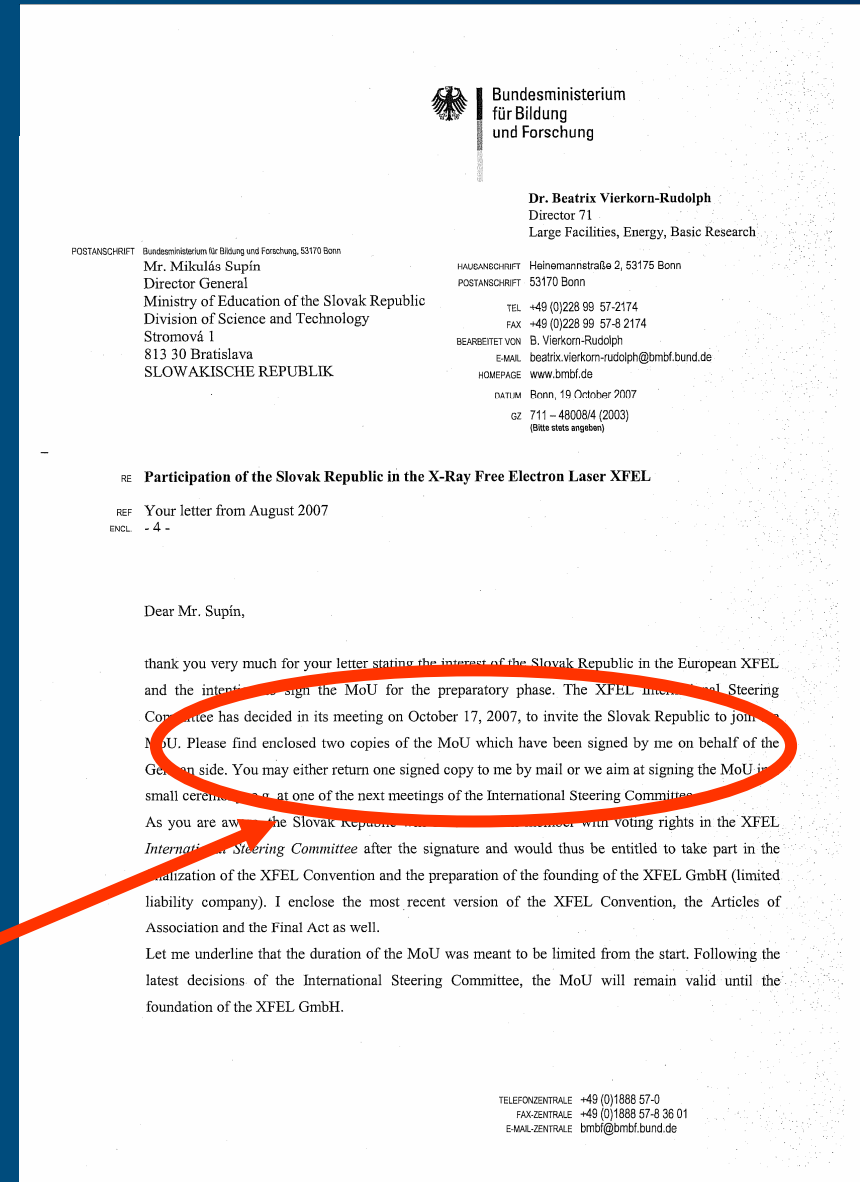 Bundesministerium
für Bildung
und Forschung
Dr. Beatrix Vierkorn-Rudolph
Director 71
Large Facilities, Energy, Basic Research
POSTANSCHRIFT Bundesministerium für Bildung und Forschung, 53170 Bonn
Mr. Mikulás Supín
Director General
Ministry of Education of the Slovak Republic
Division of Science and Technology
Stromová 1
813 30 Bratislava
SLOWAKISCHE REPUBLIK
HAUSANSCHRIFT Heinemannstraße 2, 53175 Bonn
POSTANSCHRIFT 53170 Bonn
TEL +49 (0)228 99 57-2174
FAX +49 (0)228 99 57-8 2174
BEARBEITET VON B. Vierkorn-Rudolph
E-MAIL beatrix.vierkorn-rudolph@bmbf.bund.de
HOMEPAGE www.bmbf.de
DATUM Bonn, 19 October 2007
GZ 711 – 48008/4 (2003)
(Bitte stets angeben)
RE Participation of the Slovak Republic in the X-Ray Free Electron Laser XFEL
REF Your letter from August 2007
ENCL. - 4 -
Dear Mr. Supín,
thank you very much for your letter stating the interest of the Slovak Republic in the European XFEL
and the sign the MoU for the preparatory phase. The XFEL Steering
has decided in its meeting on October 17, 2007, to invite the Slovak Republic to join
MoU. Please find enclosed two copies of the MoU which have been signed by me on behalf of the
side. You may either return one signed copy to me by mail or we aim at signing the MoU
small at one of the next meetings of the International Steering Committee
As you are the Slovak Republic member with voting rights in the XFEL
Steering Committee after the signature and would thus be entitled to take part in the
of the XFEL Convention and the preparation of the founding of the XFEL GmbH (limited
liability company). I enclose the most recent version of the XFEL Convention, the Articles of
Association and the Final Act as well.
Let me underline that the duration of the MoU was meant to be limited from the start. Following the
latest decisions of the International Steering Committee, the MoU will remain valid until the
foundation of the XFEL GmbH.
TELEFONZENTRALE +49 (0)1888 57-0
FAX-ZENTRALE +49 (0)1888 57-8 36 01
E-MAIL-ZENTRALE bmbf@bmbf.bund.de